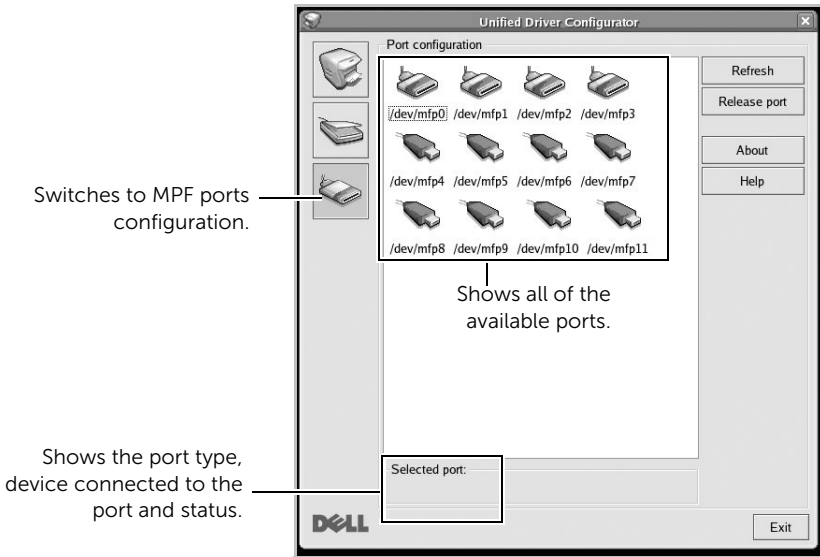 Unified Driver Configurator
Port configuration
/dev/mfp0 /dev/mfp1 /dev/mfp2 /dev/mfp3
/dev/mfp4 /dev/mfp5 /dev/mfp6 /dev/mfp7
/dev/mfp8 /dev/mfp9 /dev/mfp10 /dev/mfp11
Refresh
Release port
About
Help
Switches to MPF ports
configuration.
Shows all of the
available ports.
Shows the port type,
device connected to the
port and status.
Selected port:
DELL
Exit